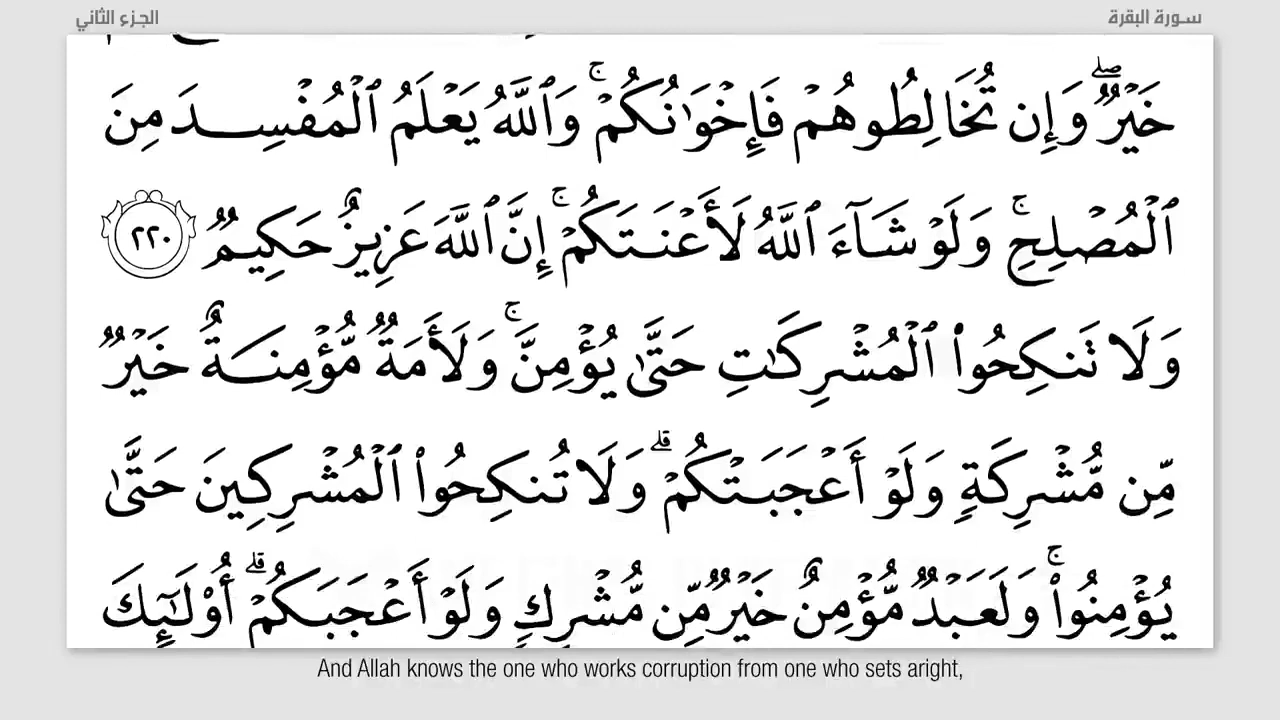 سورة البقرة
الجزء الثاني
خَيْرٌۖ وَإِن تُخَالِطُوهُمْ فَإِخْوَٰنُكُمْۚ وَٱللَّهُ يَعْلَمُ ٱلْمُفْسِدَ مِنَ
ٱلْمُصْلِحِۚ وَلَوْ شَآءَ ٱللَّهُ لَأَعْنَتَكُمْۚ إِنَّ ٱللَّهَ عَزِيزٌ حَكِيمٌ ٢٢٠
وَلَا تَنكِحُوا۟ ٱلْمُشْرِكَٰتِ حَتَّىٰ يُؤْمِنَّۚ وَلَأَمَةٌ مُّؤْمِنَةٌ خَيْرٌ
مِّن مُّشْرِكَةٍ وَلَوْ أَعْجَبَتْكُمْۗ وَلَا تُنكِحُوا۟ ٱلْمُشْرِكِينَ حَتَّىٰ
يُؤْمِنُوا۟ۚ وَلَعَبْدٌ مُّؤْمِنٌ خَيْرٌ مِّن مُّشْرِكٍ وَلَوْ أَعْجَبَكُمْۗ أُو۟لَٰٓئِكَ
And Allah knows the one who works corruption from one who sets aright,